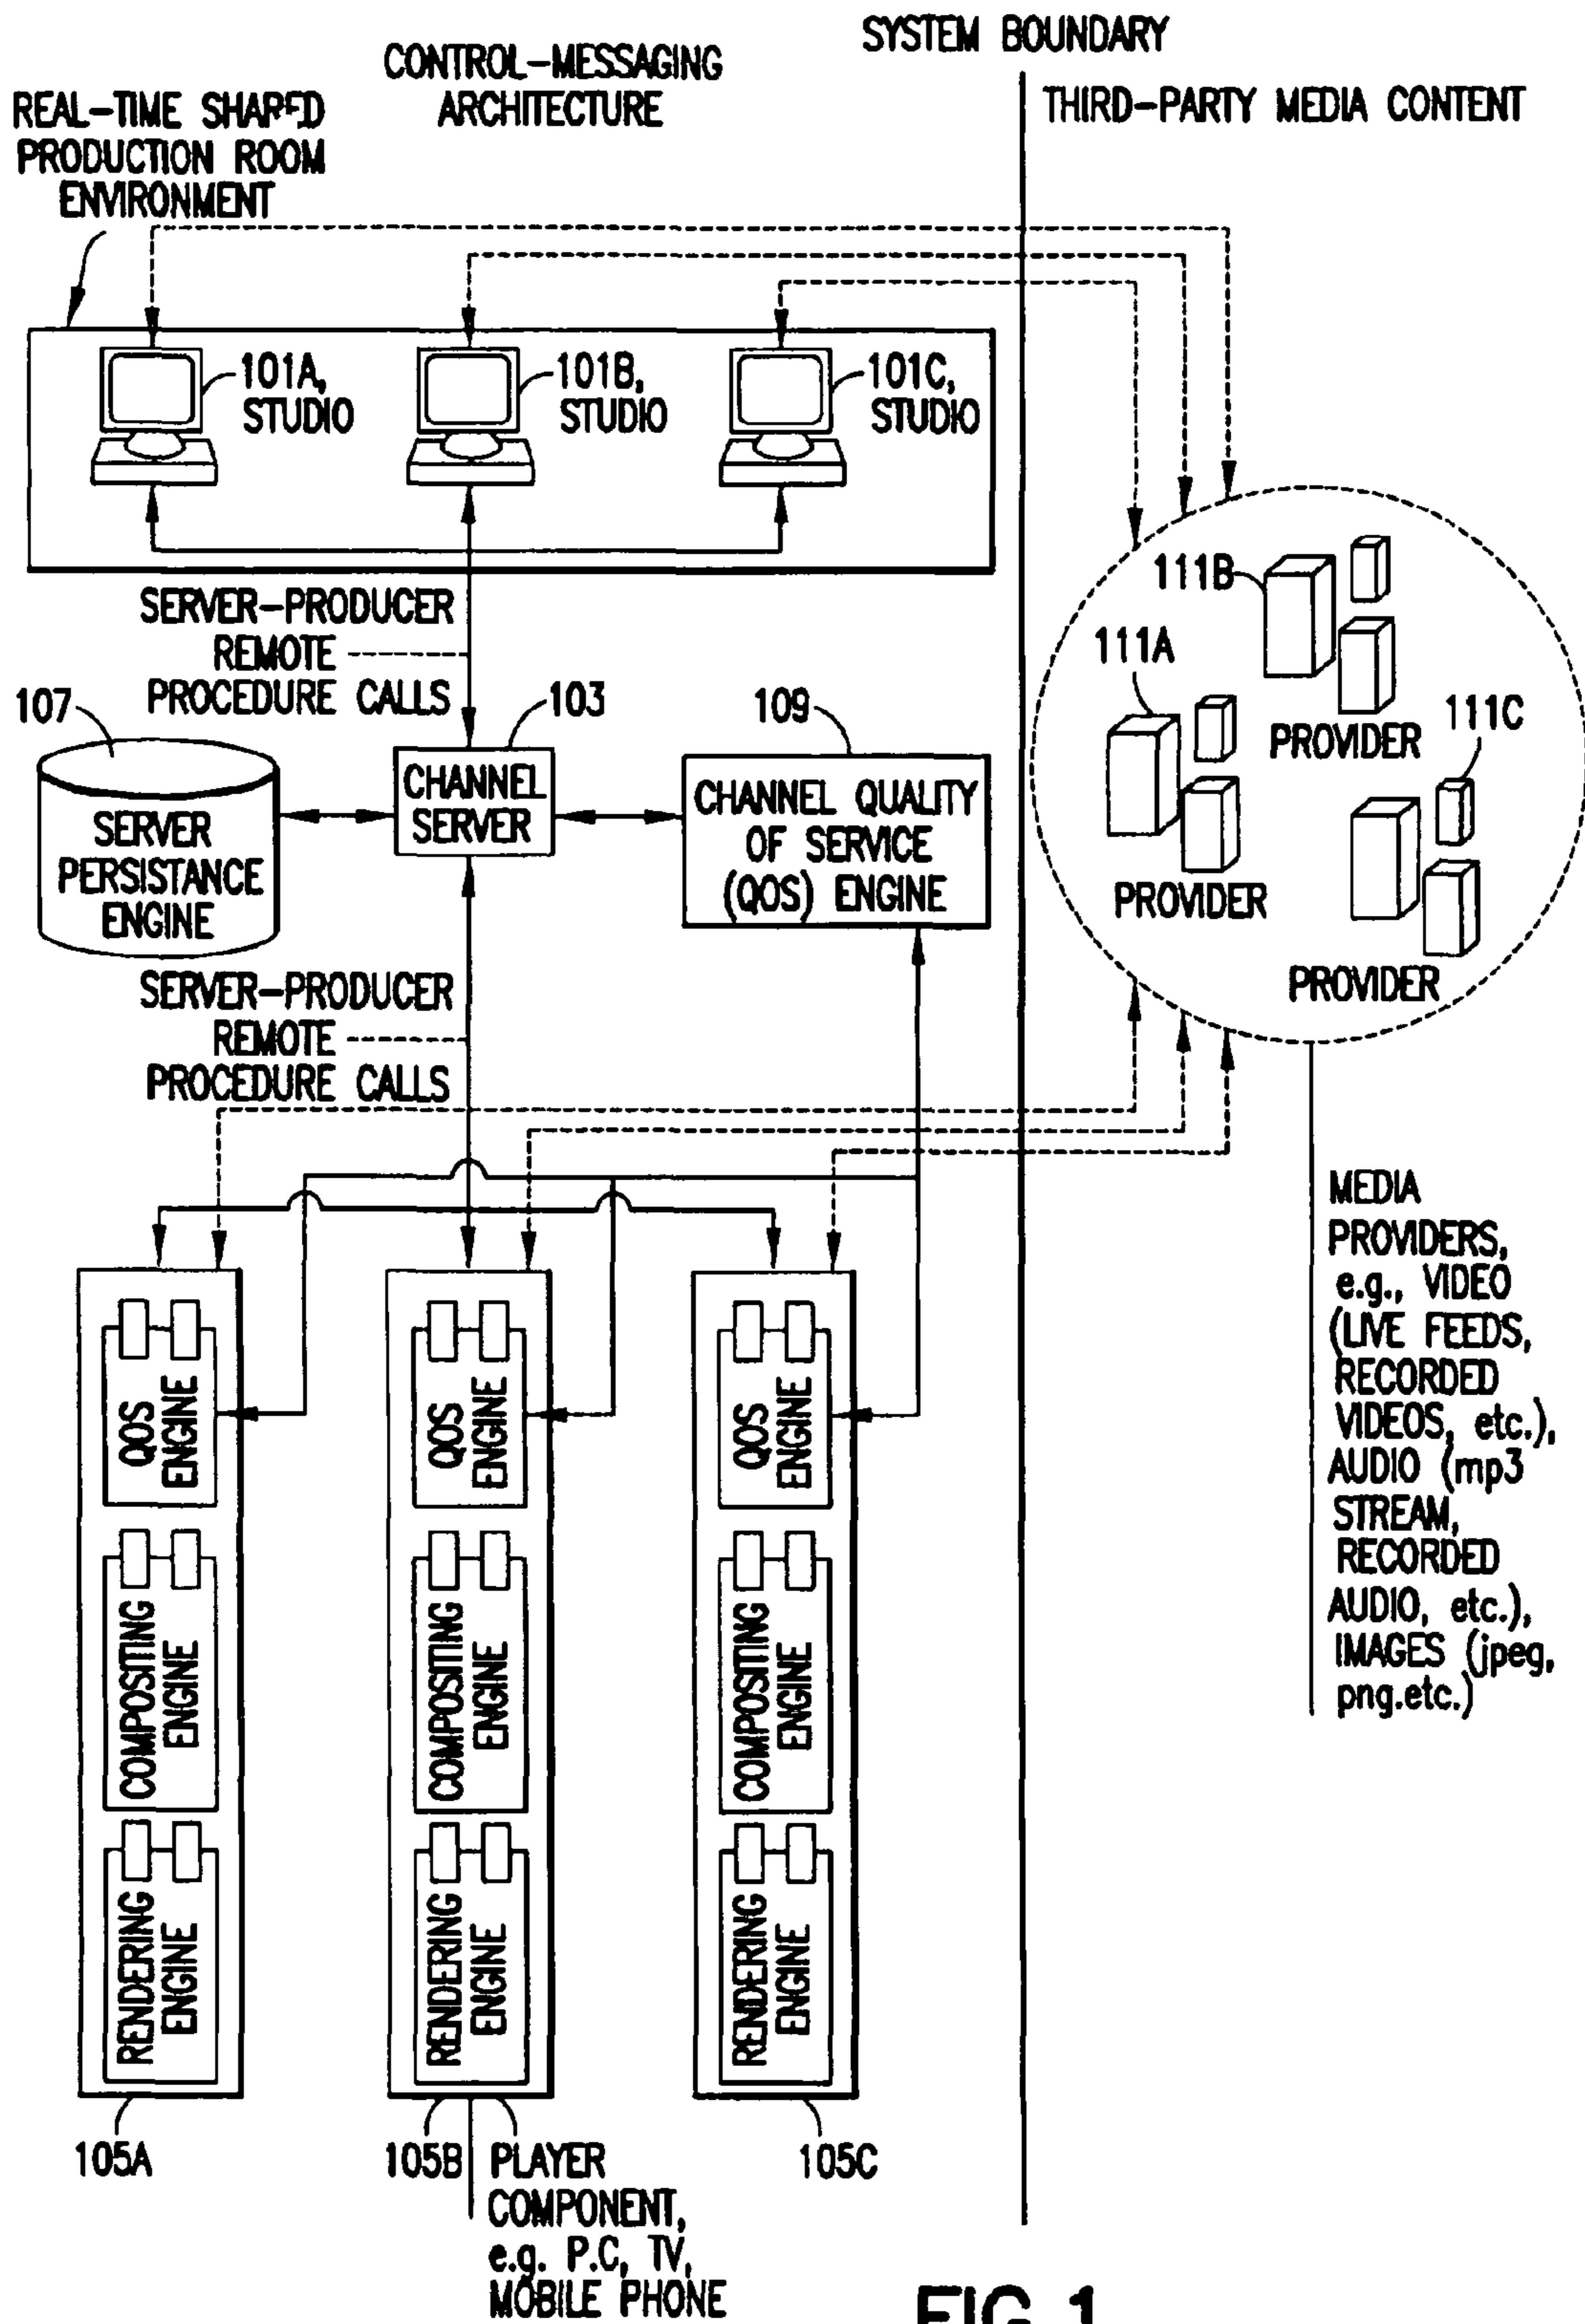 SYSTEM BOUNDARY
CONTROL-MESSAGING
ARCHITECTURE
THIRD-PARTY MEDIA CONTENT
REAL-TIME SHARED
PRODUCTION ROOM
ENVIRONMENT
101A,
STUDIO
101B,
STUDIO
101C,
STUDIO
SERVER-PRODUCER
REMOTE
PROCEDURE CALLS
111B
111A
PROVIDER
111C
PROVIDER
PROVIDER
107
103
109
SERVER
PERSISTANCE
ENGINE
CHANNEL
SERVER
CHANNEL QUALITY
OF SERVICE
(QOS) ENGINE
SERVER-PRODUCER
REMOTE
PROCEDURE CALLS
MEDIA
PROVIDERS,
e.g., VIDEO
(LIVE FEEDS,
RECORDED
VIDEOS, etc.),
AUDIO (mp3
STREAM,
RECORDED
AUDIO, etc.),
IMAGES (jpeg,
png.etc.)
QOS
ENGINE
COMPOSITING
ENGINE
RENDERING
ENGINE
QOS
ENGINE
COMPOSITING
ENGINE
RENDERING
ENGINE
QOS
ENGINE
COMPOSITING
ENGINE
RENDERING
ENGINE
105A
105B
PLAYER
COMPONENT,
e.g. P.C, TV,
MOBILE PHONE
105C
FIG.1